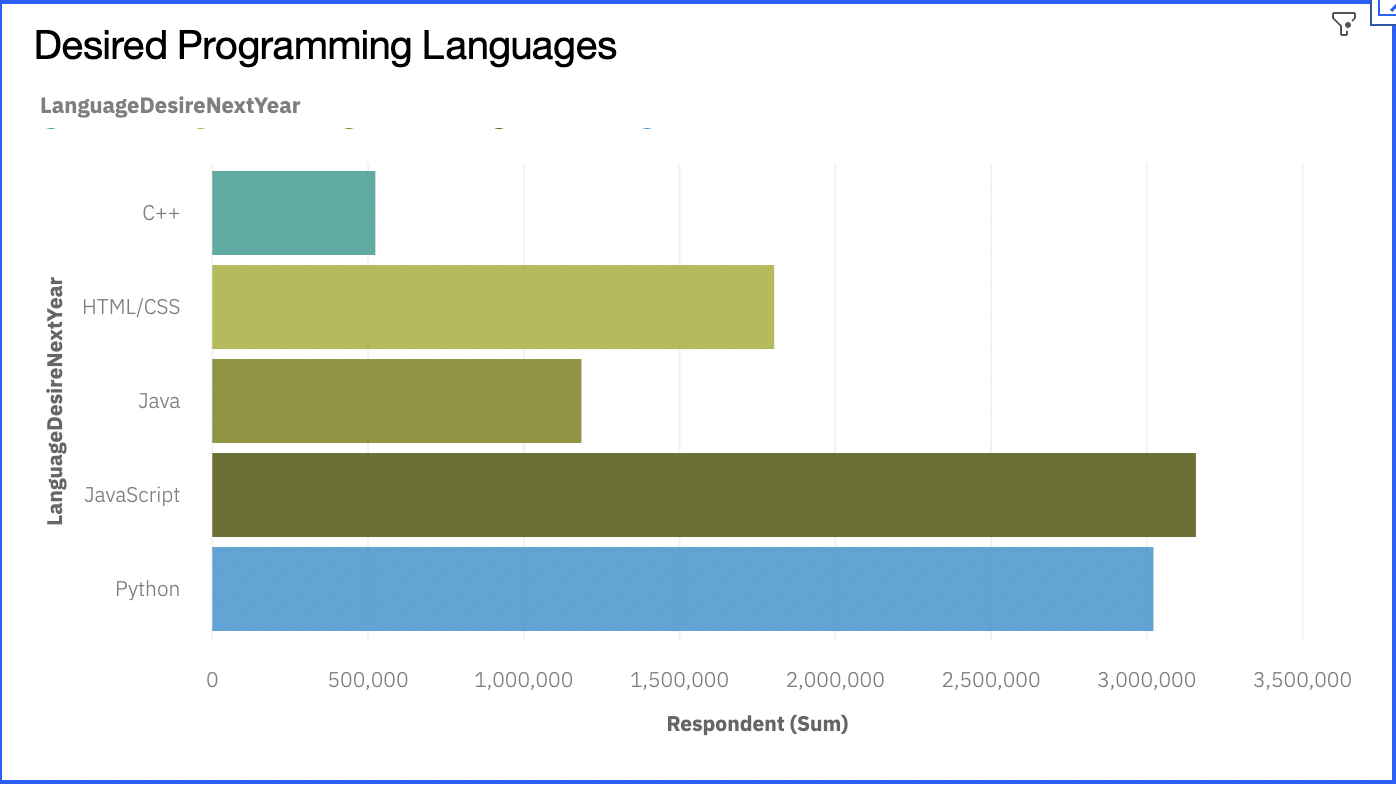 Desired Programming Languages
LanguageDesireNextYear
LanguageDesireNextYear
C++
HTML/CSS
Java
JavaScript
Python
0 500,000 1,000,000 1,500,000 2,000,000 2,500,000 3,000,000 3,500,000
Respondent (Sum)